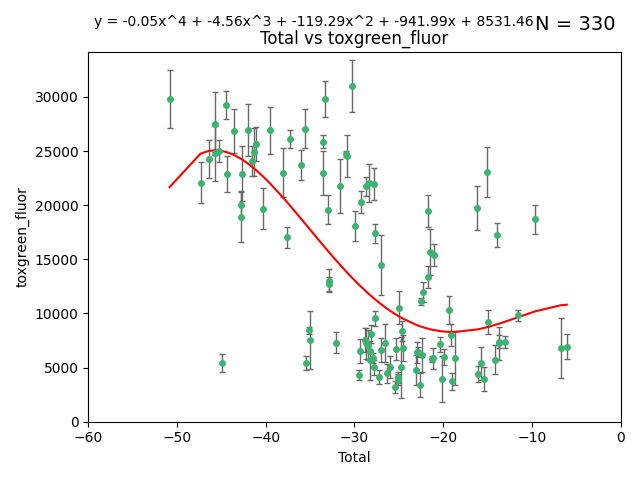 y = -0.05x^4 + -4.56x^3 + -119.29x^2 + -941.99x + 8531.46 N = 330
Total vs toxgreen_fluor
30000
25000
20000
15000
10000
5000
0
toxgreen_fluor
−60 −50 −40 −30 −20 −10 0
Total